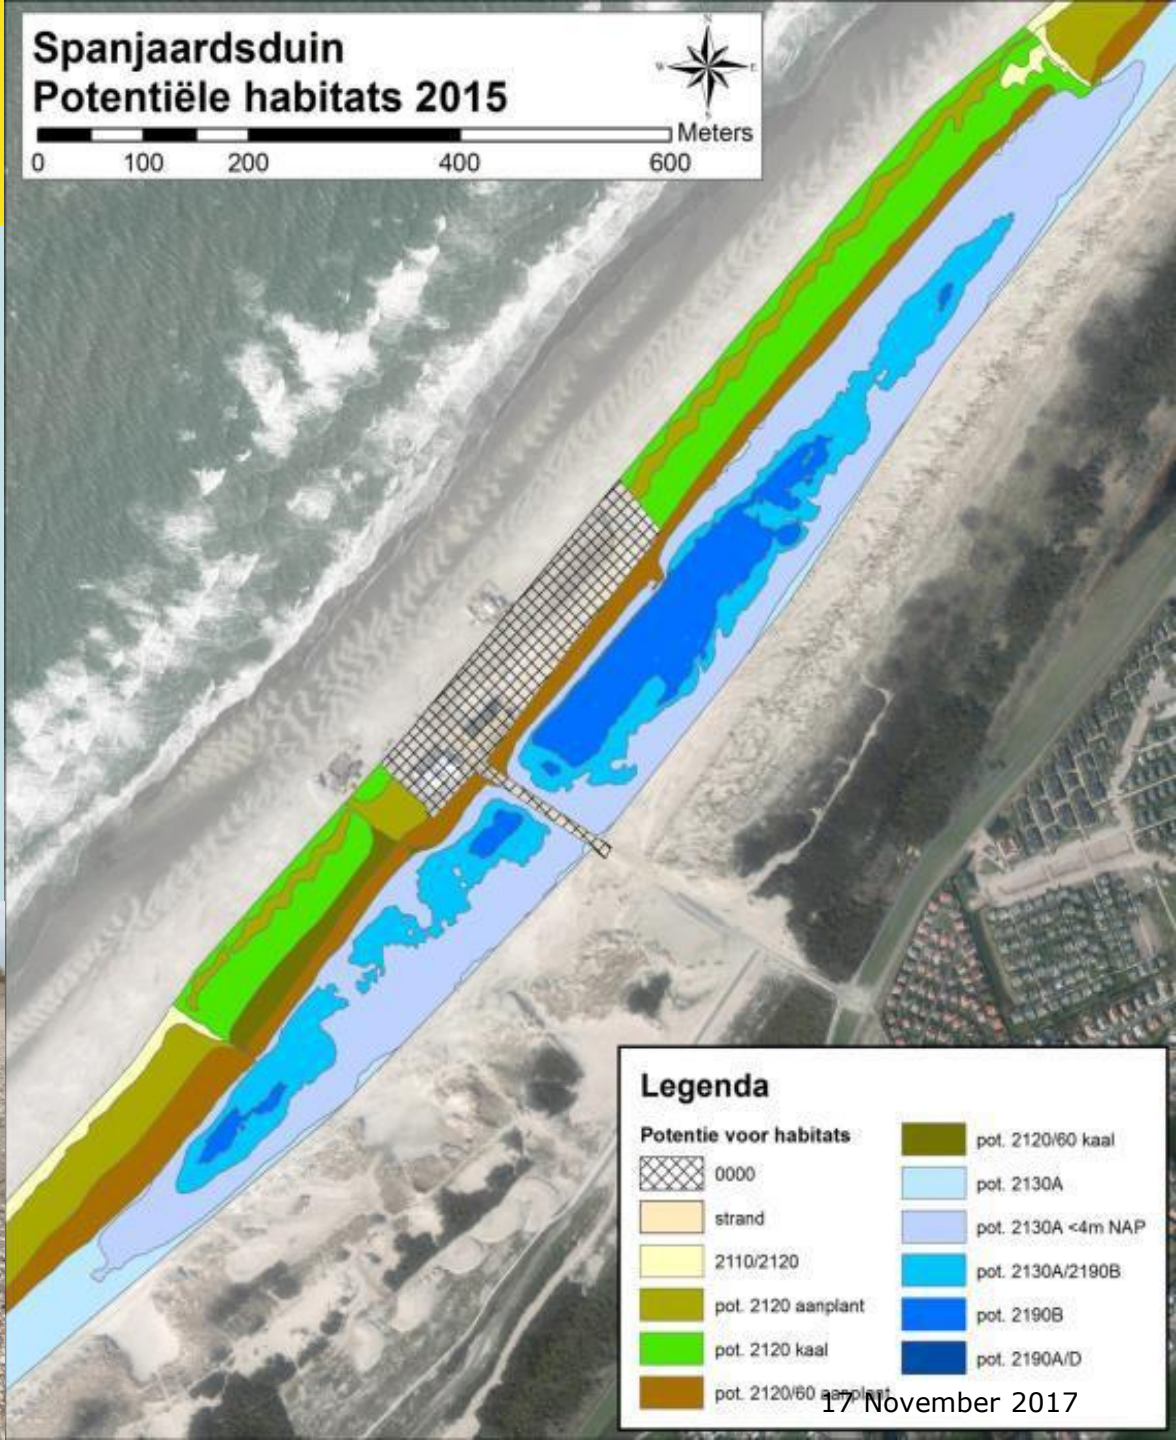 Spanjaardsduin
Potentiële habitats 2015
N
W
E
S
Meters
0 100 200 400 600
Legenda
Potentie voor habitats
0000
strand
2110/2120
pot. 2120 aanplant
pot. 2120 kaal
pot. 2120/60 aanplant
pot. 2120/60 kaal
pot. 2130A
pot. 2130A <4m NAP
pot. 2130A/2190B
pot. 2190B
pot. 2190A/D
17 November 2017